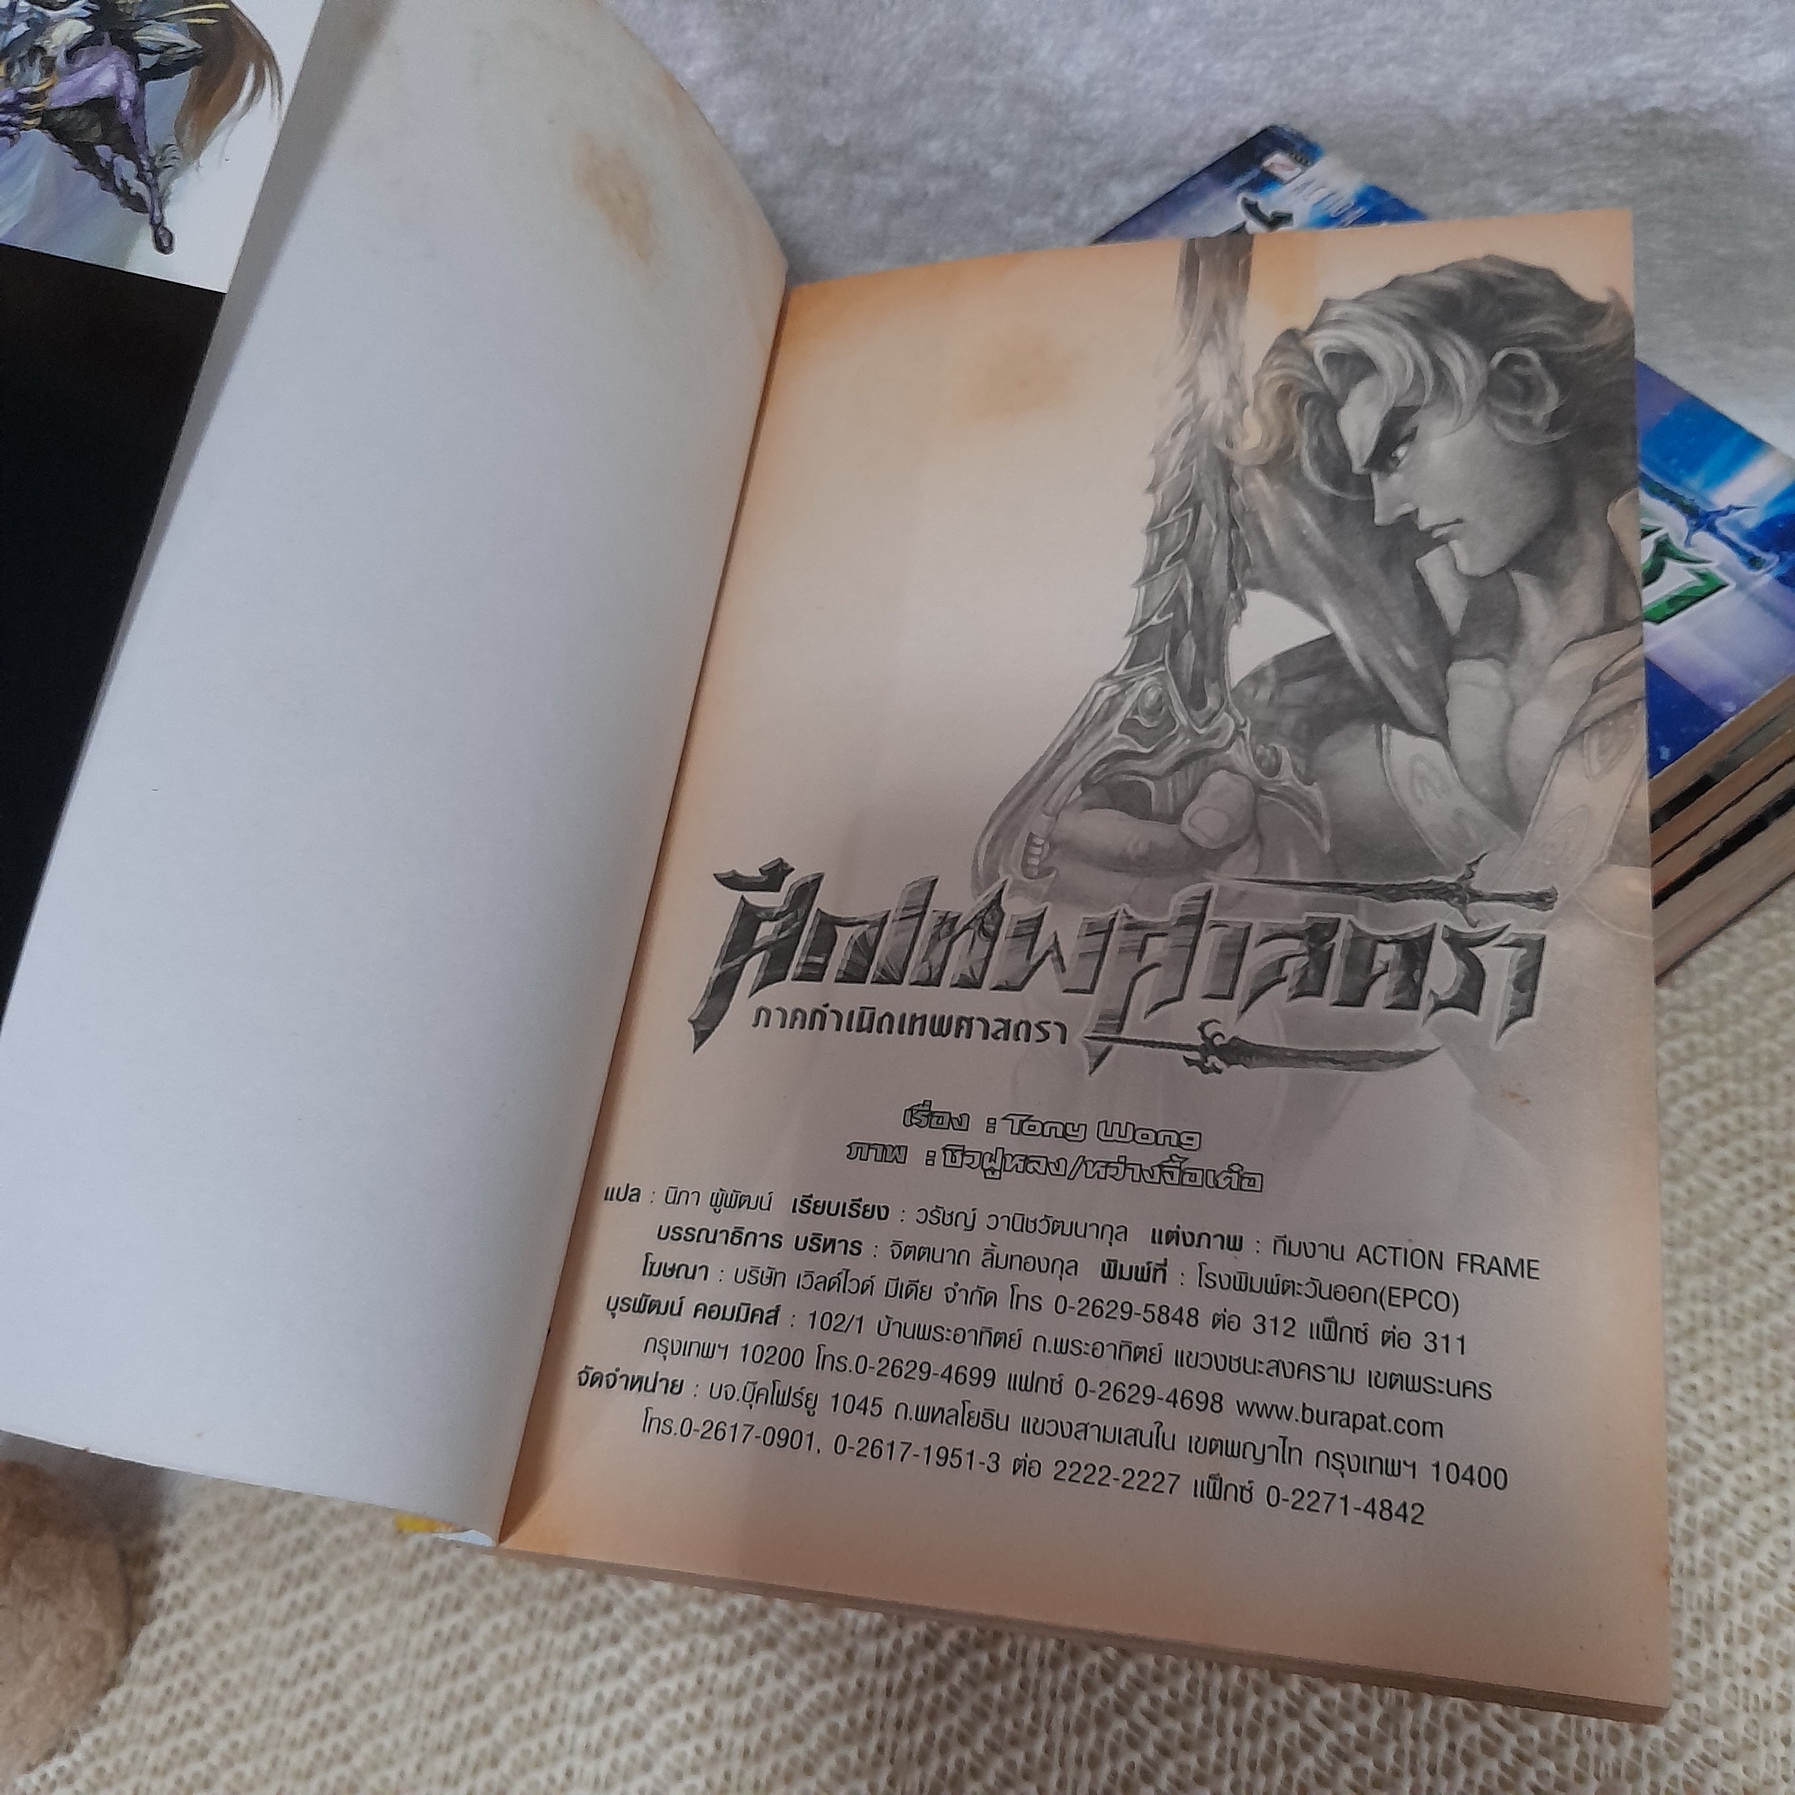 ศึกเทพศาสตรา
ภาคกำเนิดเทพศาสตรา
เรื่อง : Tony Wong
ภาพ : ชิวฝูหลง/หว่างจื้อเต๋อ
แปล : นิภา ผู้พัฒน์ เรียบเรียง : วรัชญ์ วานิชวัฒนากุล แต่งภาพ : ทีมงาน ACTION FRAME
บรรณาธิการ บริหาร : จิตตนาถ ลิ้มทองกุล พิมพ์ที่ : โรงพิมพ์ตะวันออก(EPCO)
โฆษณา : บริษัท เวิลด์ไวด์ มีเดีย จำกัด โทร 0-2629-5848 ต่อ 312 แฟ็กซ์ ต่อ 311
บุรพัฒน์ คอมมิคส์ : 102/1 บ้านพระอาทิตย์ ถ.พระอาทิตย์ แขวงชนะสงคราม เขตพระนคร
กรุงเทพฯ 10200 โทร.0-2629-4699 แฟกซ์ 0-2629-4698 www.burapat.com
จัดจำหน่าย : บจ.บุ๊คโฟร์ยู 1045 ถ.พหลโยธิน แขวงสามเสนใน เขตพญาไท กรุงเทพฯ 10400
โทร.0-2617-0901, 0-2617-1951-3 ต่อ 2222-2227 แฟ็กซ์ 0-2271-4842